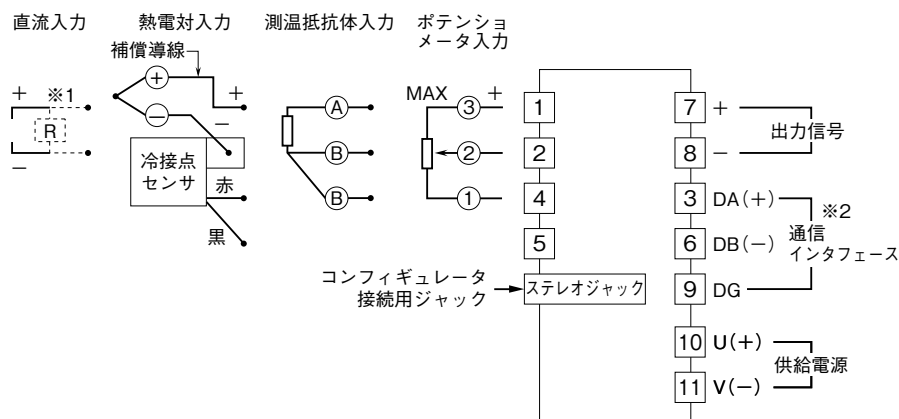 直流入力
+
※1
R
−
熱電対入力
補償導線
+
−
+
−
冷接点
センサ
赤
黒
測温抵抗体入力
A
B
B
ポテンショ
メータ入力
MAX
3
+
2
1
1
2
4
5
コンフィギュレータ
接続用ジャック
ステレオジャック
7
+
8
−
出力信号
3
DA(+)
6
DB(−)
9
DG
※2
通信
インタフェース
10
U(+)
11
V(−)
供給電源